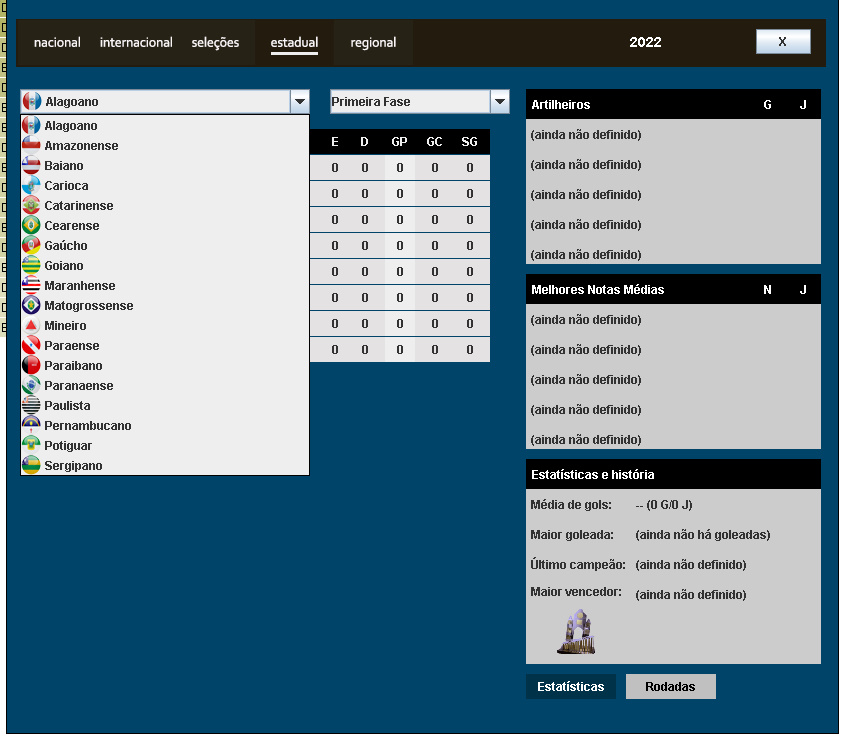 nacional internacional seleções estadual regional 2022 X
Alagoano
Primeira Fase
Alagoano
Amazonense
Baiano
Carioca
Catarinense
Cearense
Gaúcho
Goiano
Maranhense
Matogrossense
Mineiro
Paraense
Paraibano
Paranaense
Paulista
Pernambucano
Potiguar
Sergipano
E D GP GC SG
0 0 0 0 0
0 0 0 0 0
0 0 0 0 0
0 0 0 0 0
0 0 0 0 0
0 0 0 0 0
0 0 0 0 0
0 0 0 0 0
Artilheiros G J
(ainda não definido)
(ainda não definido)
(ainda não definido)
(ainda não definido)
(ainda não definido)
Melhores Notas Médias N J
(ainda não definido)
(ainda não definido)
(ainda não definido)
(ainda não definido)
(ainda não definido)
Estatísticas e história
Média de gols: -- (0 G/0 J)
Maior goleada: (ainda não há goleadas)
Último campeão: (ainda não definido)
Maior vencedor: (ainda não definido)
Estatísticas Rodadas